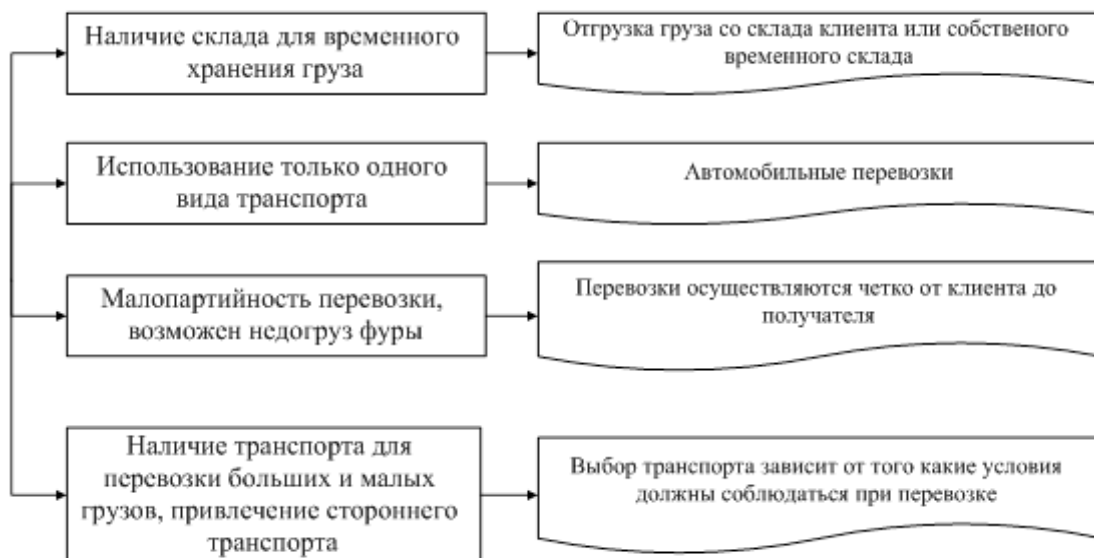 Наличие склада для временного
хранения груза
Отгрузка груза со склада клиента или собственого
временного склада
Использование только одного
вида транспорта
Автомобильные перевозки
Малопартийность перевозки,
возможен недогруз фуры
Перевозки осуществляются четко от клиента до
получателя
Наличие транспорта для
перевозки больших и малых
грузов, привлечение стороннего
транспорта
Выбор транспорта зависит от того какие условия
должны соблюдаться при перевозке